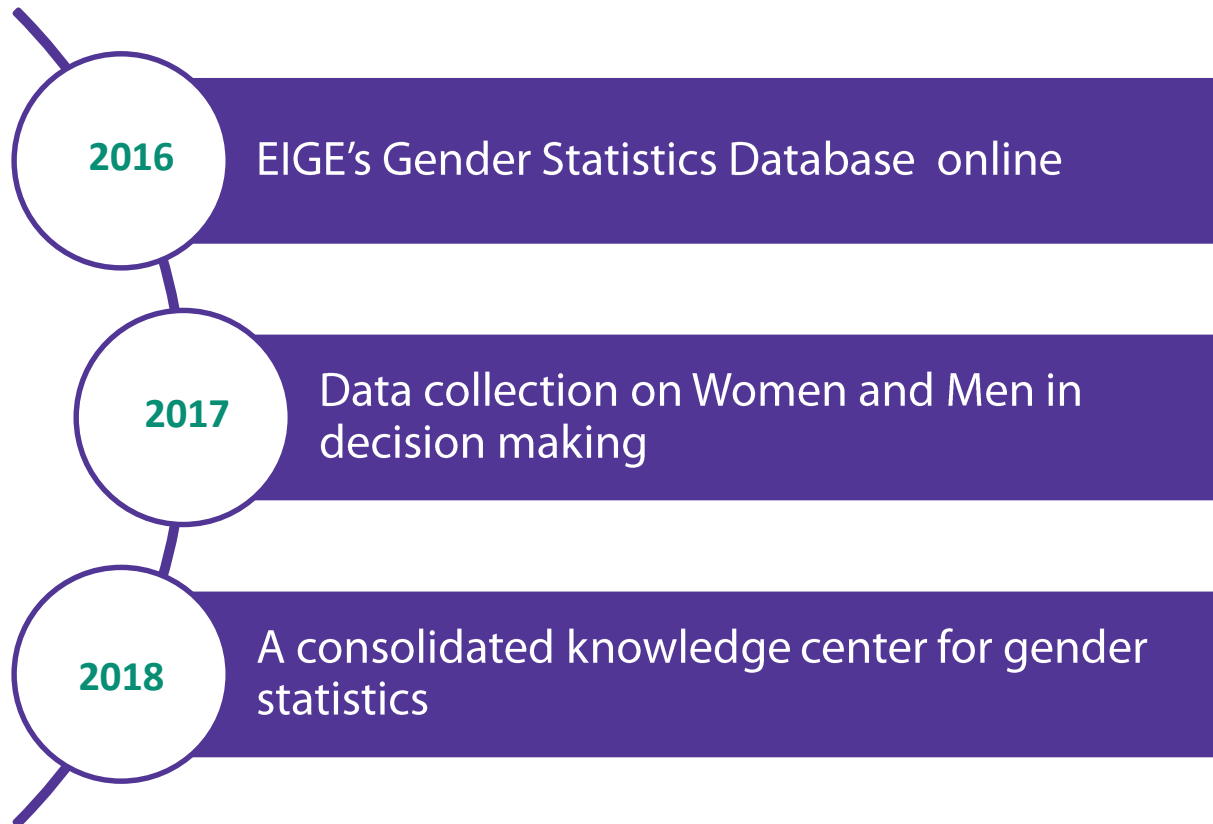 2016
EIGE’s Gender Statistics Database  online
2017
Data collection on Women and Men in
decision making
2018
A consolidated knowledge center for gender
statistics